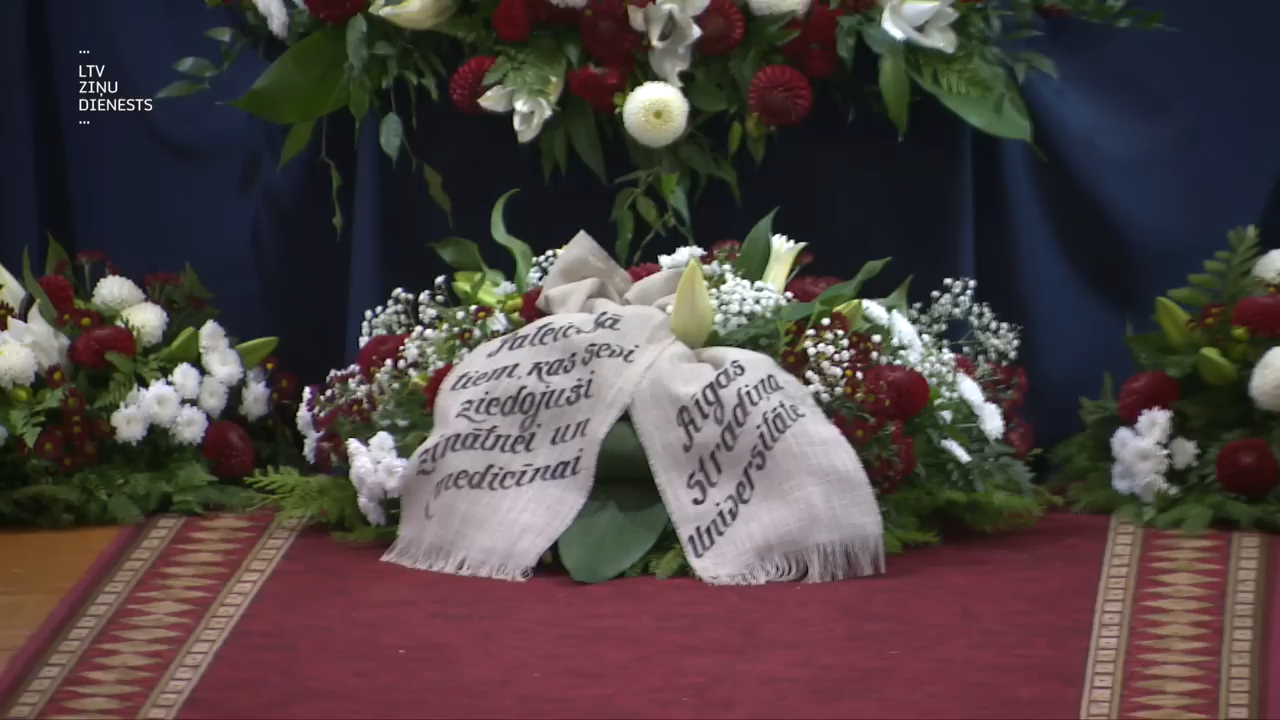 ...
LTV
ZIŅU
DIENESTS
...
Pateicībā
tiem, kas sevi
ziedojuši
zinātnei un
medicīnai
Rīgas
Stradiņa
Universitāte